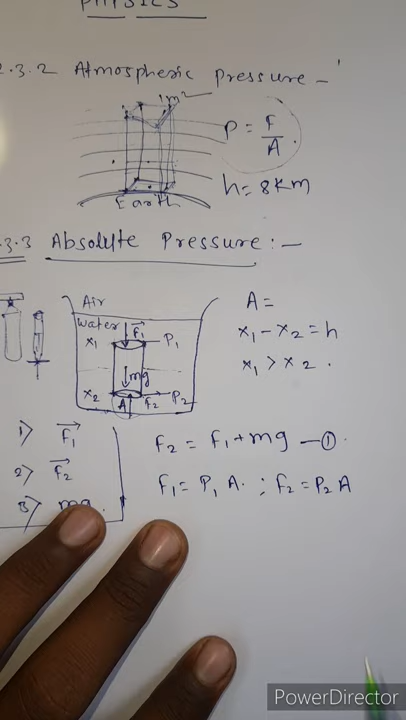 PHYSICS
2.3.2 Atmospheric Pressure -
1m²
P = F/A.
h = 8km
Earth
3.3 Absolute Pressure :-
Air
Water
F₁
x₁
P₁
mg
x₂
A
F₂
P₂
A =
x₁ - x₂ = h
x₁ > x₂ .
1> F₁
2> F₂
3> mg.
F₂ = F₁ + mg — ①.
F₁ = P₁ A. ; F₂ = P₂ A
PowerDirector